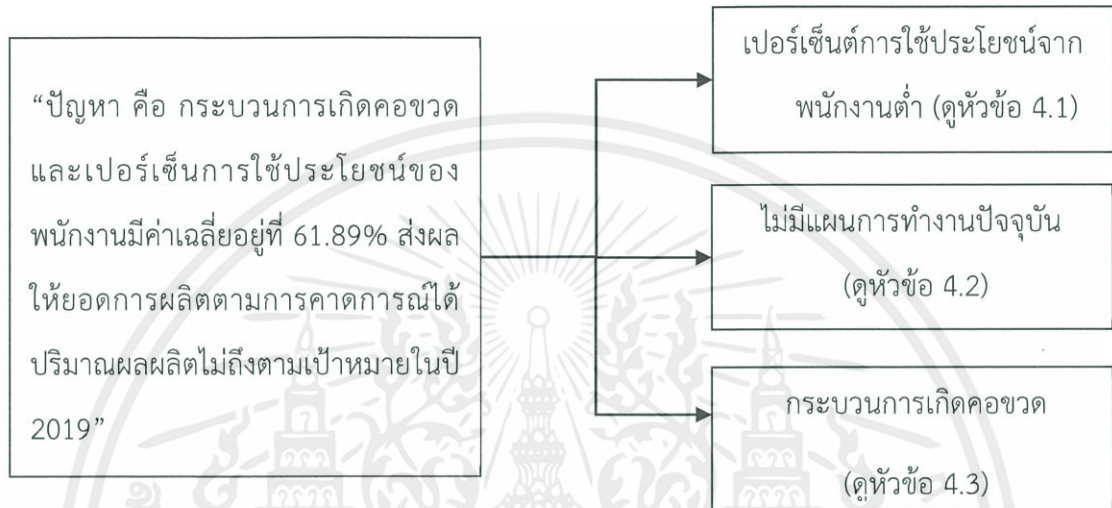 “ปัญหา คือ กระบวนการเกิดคอขวด
และเปอร์เซ็นการใช้ประโยชน์ของ
พนักงานมีค่าเฉลี่ยอยู่ที่ 61.89% ส่งผล
ให้ยอดการผลิตตามการคาดการณ์ได้
ปริมาณผลผลิตไม่ถึงตามเป้าหมายในปี
2019”
เปอร์เซ็นต์การใช้ประโยชน์จาก
พนักงานต่ำ (ดูหัวข้อ 4.1)
ไม่มีแผนการทำงานปัจจุบัน
(ดูหัวข้อ 4.2)
กระบวนการเกิดคอขวด
(ดูหัวข้อ 4.3)